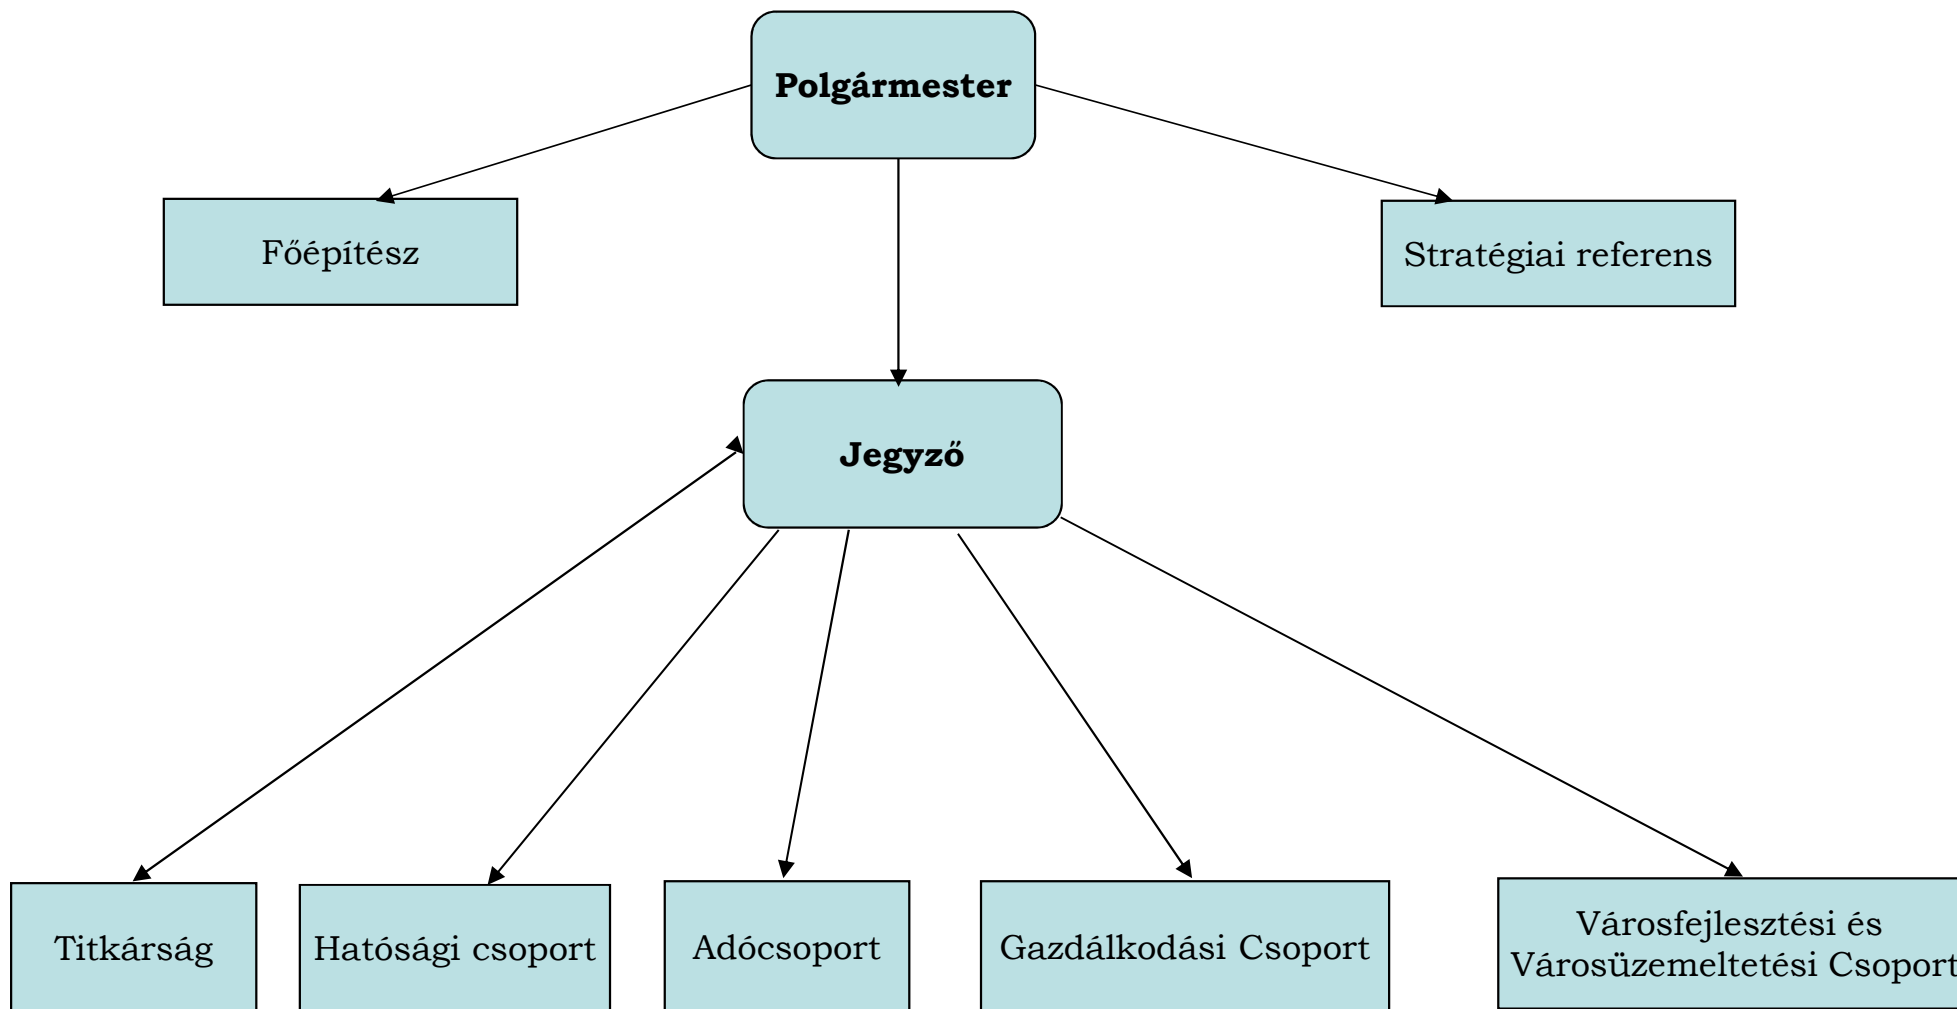 Polgármester
Főépítész
Stratégiai referens
Jegyző
Titkárság
Hatósági csoport
Adócsoport
Gazdálkodási Csoport
Városfejlesztési és
Városüzemeltetési Csoport